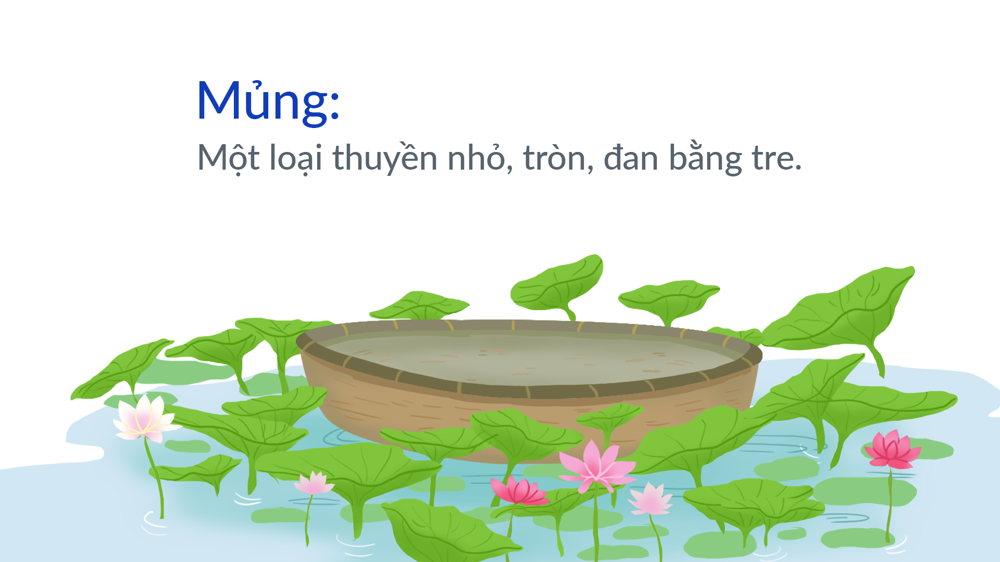 Mủng:
Một loại thuyền nhỏ, tròn, đan bằng tre.